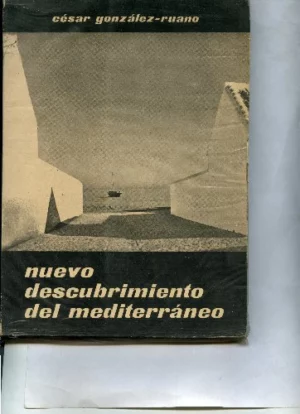 césar gonzález-ruano
nuevo
descubrimiento
del mediterráneo